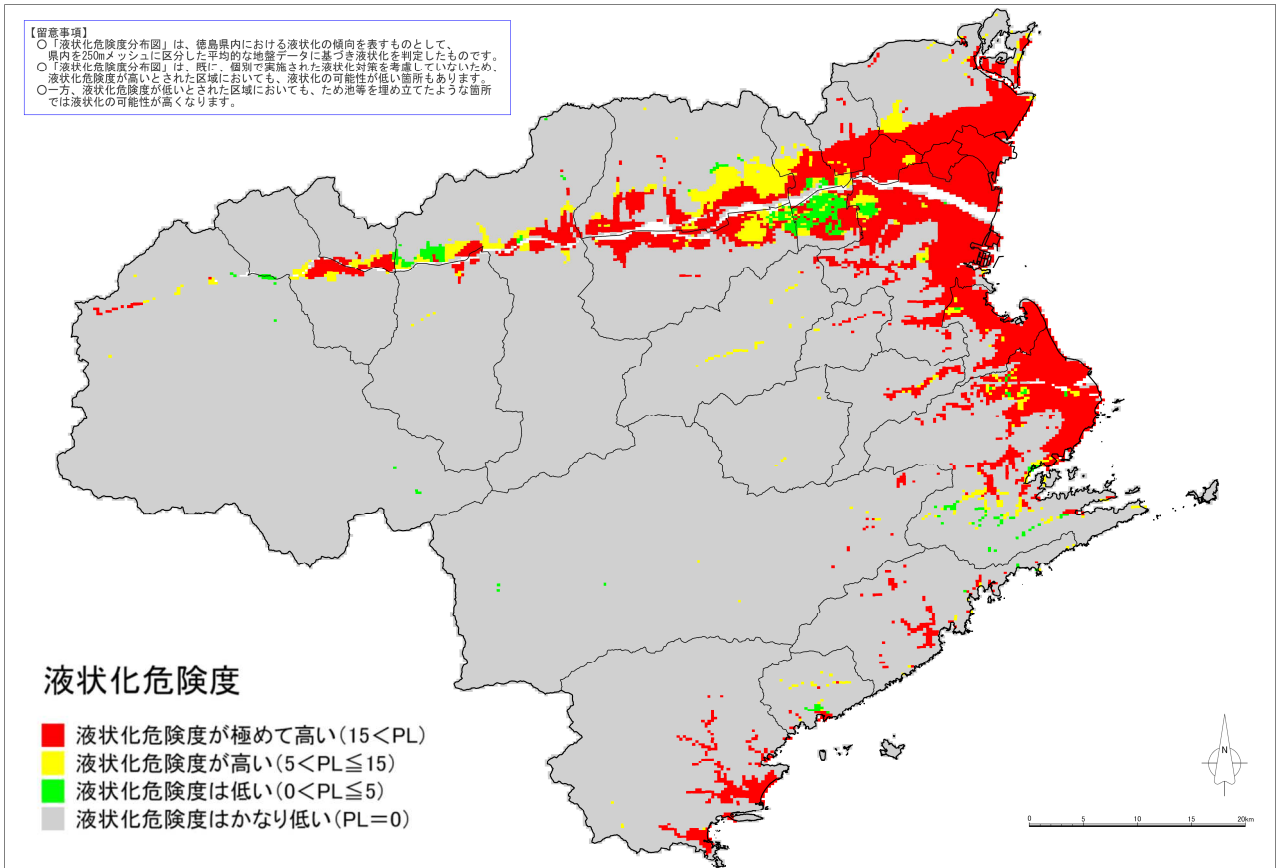 【留意事項】
○「液状化危険度分布図」は、徳島県内における液状化の傾向を表すものとして、
県内を250mメッシュに区分した平均的な地盤データに基づき液状化を判定したものです。
○「液状化危険度分布図」は、既に、個別で実施された液状化対策を考慮していないため、
液状化危険度が高いとされた区域においても、液状化の可能性が低い箇所もあります。
○一方、液状化危険度が低いとされた区域においても、ため池等を埋め立てたような箇所
では液状化の可能性が高くなります。
液状化危険度
液状化危険度が極めて高い(15<PL)
液状化危険度が高い(5<PL≦15)
液状化危険度は低い(0<PL≦5)
液状化危険度はかなり低い(PL=0)
N
0 5 10 15 20km